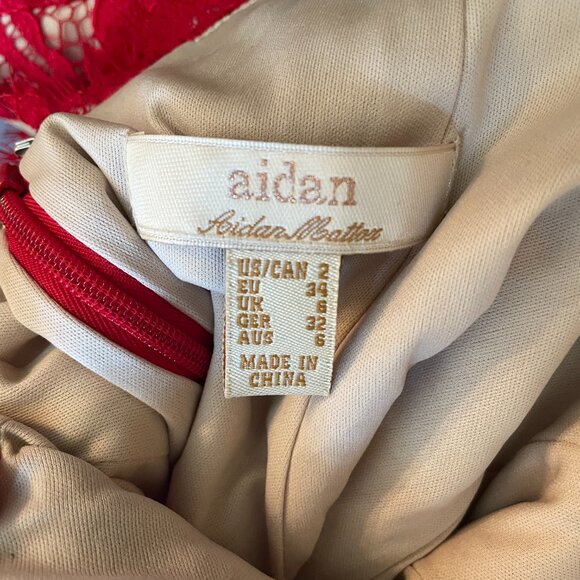 aidan
Aidan Mattox
US/CAN 2
EU 34
UK 6
GER 32
AUS 6
MADE IN
CHINA